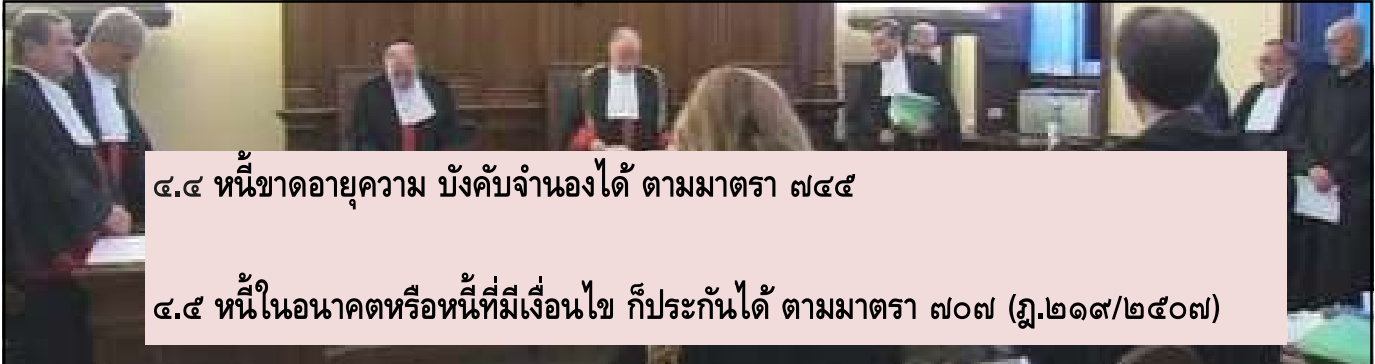 ๔.๔ หนี้ขาดอายุความ บังคับจำนองได้ ตามมาตรา ๗๔๕
๔.๕ หนี้ในอนาคตหรือหนี้ที่มีเงื่อนไข ก็ประกันได้ ตามมาตรา ๗๐๗ (ฎ.๒๑๙/๒๕๐๗)